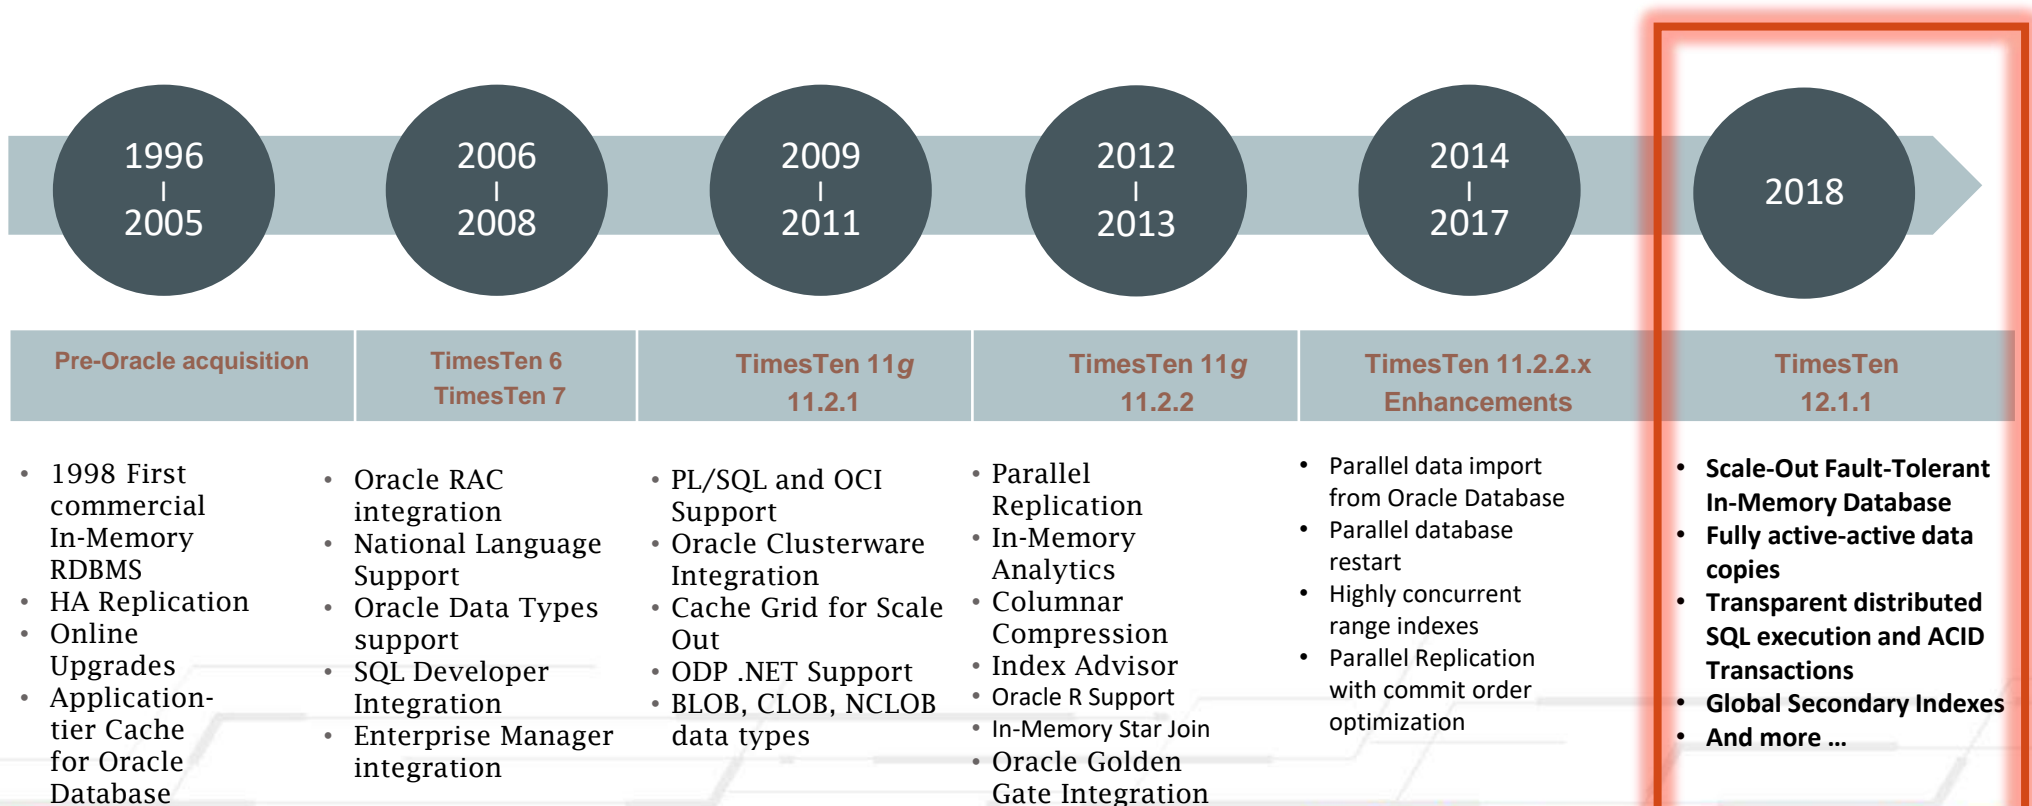 1996
|
2005
2006
|
2008
2009
|
2011
2012
|
2013
2014
|
2017
2018
Pre-Oracle acquisition
TimesTen 6
TimesTen 7
TimesTen 11g
11.2.1
TimesTen 11g
11.2.2
TimesTen 11.2.2.x
Enhancements
TimesTen
12.1.1
• 1998 First
commercial
In-Memory
RDBMS
• HA Replication
• Online
Upgrades
• Application-
tier Cache
for Oracle
Database
• Oracle RAC
integration
• National Language
Support
• Oracle Data Types
support
• SQL Developer
Integration
• Enterprise Manager
integration
• PL/SQL and OCI
Support
• Oracle Clusterware
Integration
• Cache Grid for Scale
Out
• ODP .NET Support
• BLOB, CLOB, NCLOB
data types
• Parallel
Replication
• In-Memory
Analytics
• Columnar
Compression
• Index Advisor
• Oracle R Support
• In-Memory Star Join
• Oracle Golden
Gate Integration
• Parallel data import
from Oracle Database
• Parallel database
restart
• Highly concurrent
range indexes
• Parallel Replication
with commit order
optimization
• Scale-Out Fault-Tolerant
In-Memory Database
• Fully active-active data
copies
• Transparent distributed
SQL execution and ACID
Transactions
• Global Secondary Indexes
• And more …